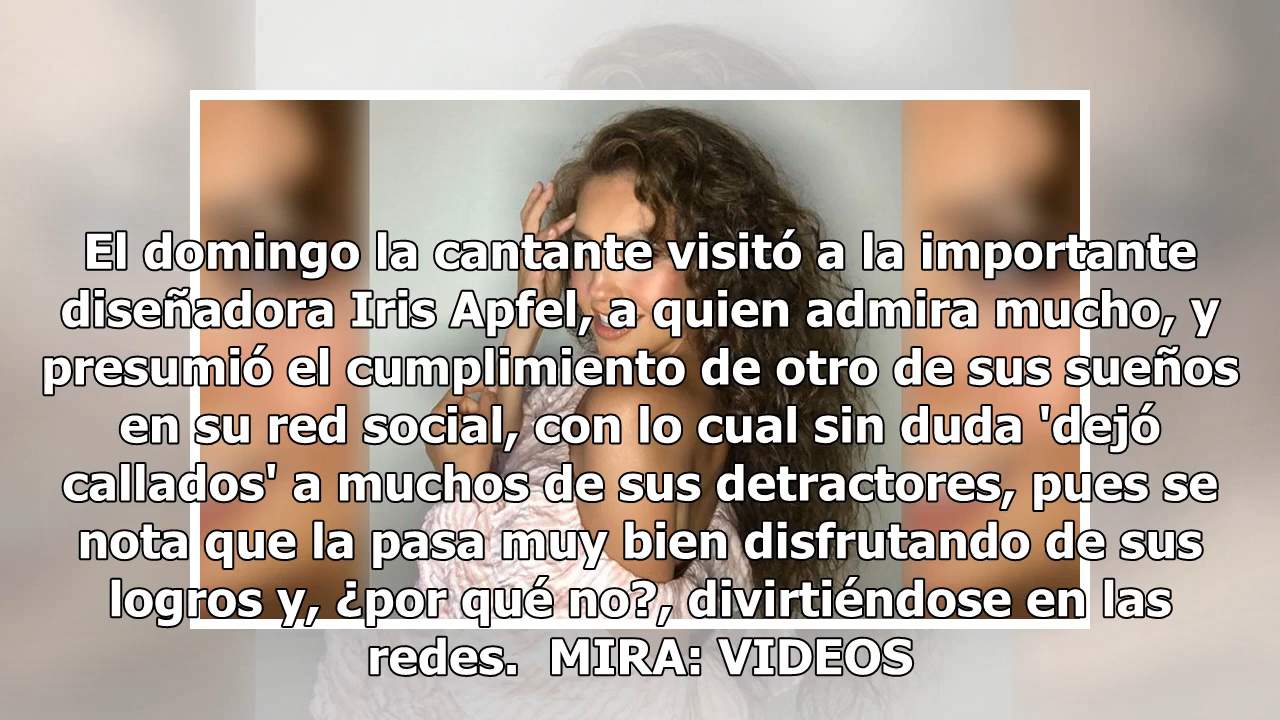 El domingo la cantante visitó a la importante
diseñadora Iris Apfel, a quien admira mucho, y
presumió el cumplimiento de otro de sus sueños
en su red social, con lo cual sin duda 'dejó
callados' a muchos de sus detractores, pues se
nota que la pasa muy bien disfrutando de sus
logros y, ¿por qué no?, divirtiéndose en las
redes.  MIRA: VIDEOS